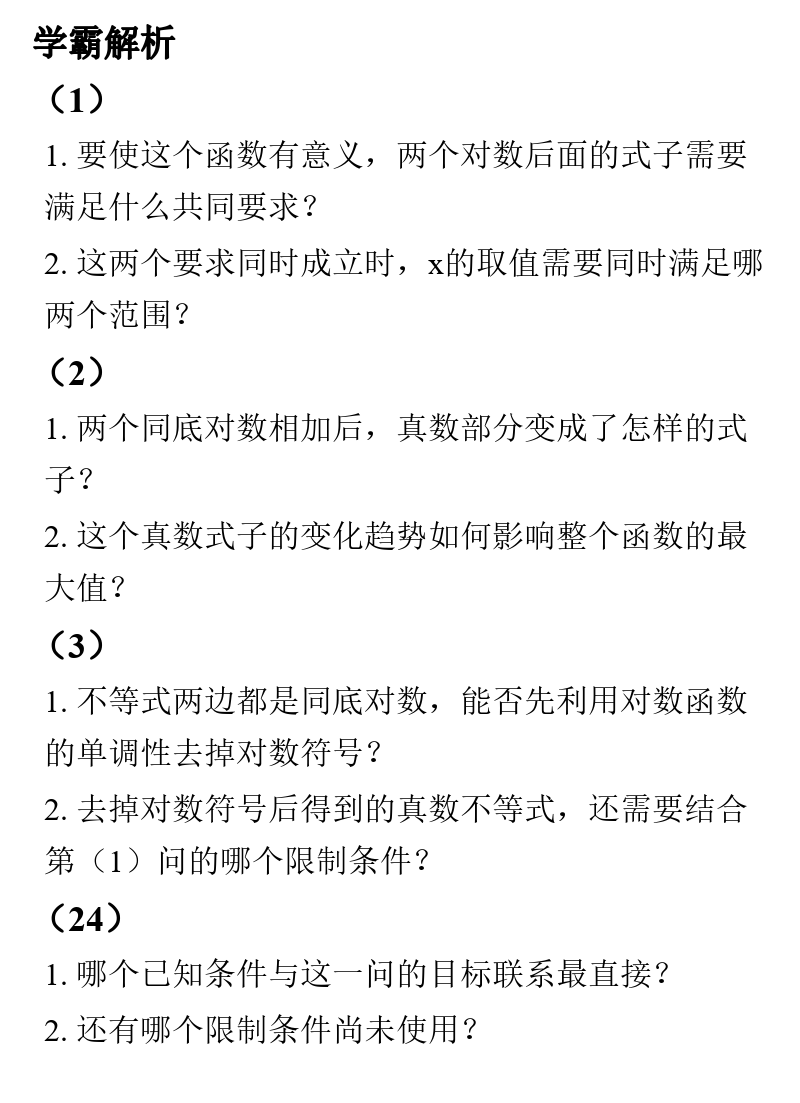 学霸解析
（1）
1. 要使这个函数有意义，两个对数后面的式子需要
满足什么共同要求？
2. 这两个要求同时成立时，x的取值需要同时满足哪
两个范围？
（2）
1. 两个同底对数相加后，真数部分变成了怎样的式
子？
2. 这个真数式子的变化趋势如何影响整个函数的最
大值？
（3）
1. 不等式两边都是同底对数，能否先利用对数函数
的单调性去掉对数符号？
2. 去掉对数符号后得到的真数不等式，还需要结合
第（1）问的哪个限制条件？
（24）
1. 哪个已知条件与这一问的目标联系最直接？
2. 还有哪个限制条件尚未使用？